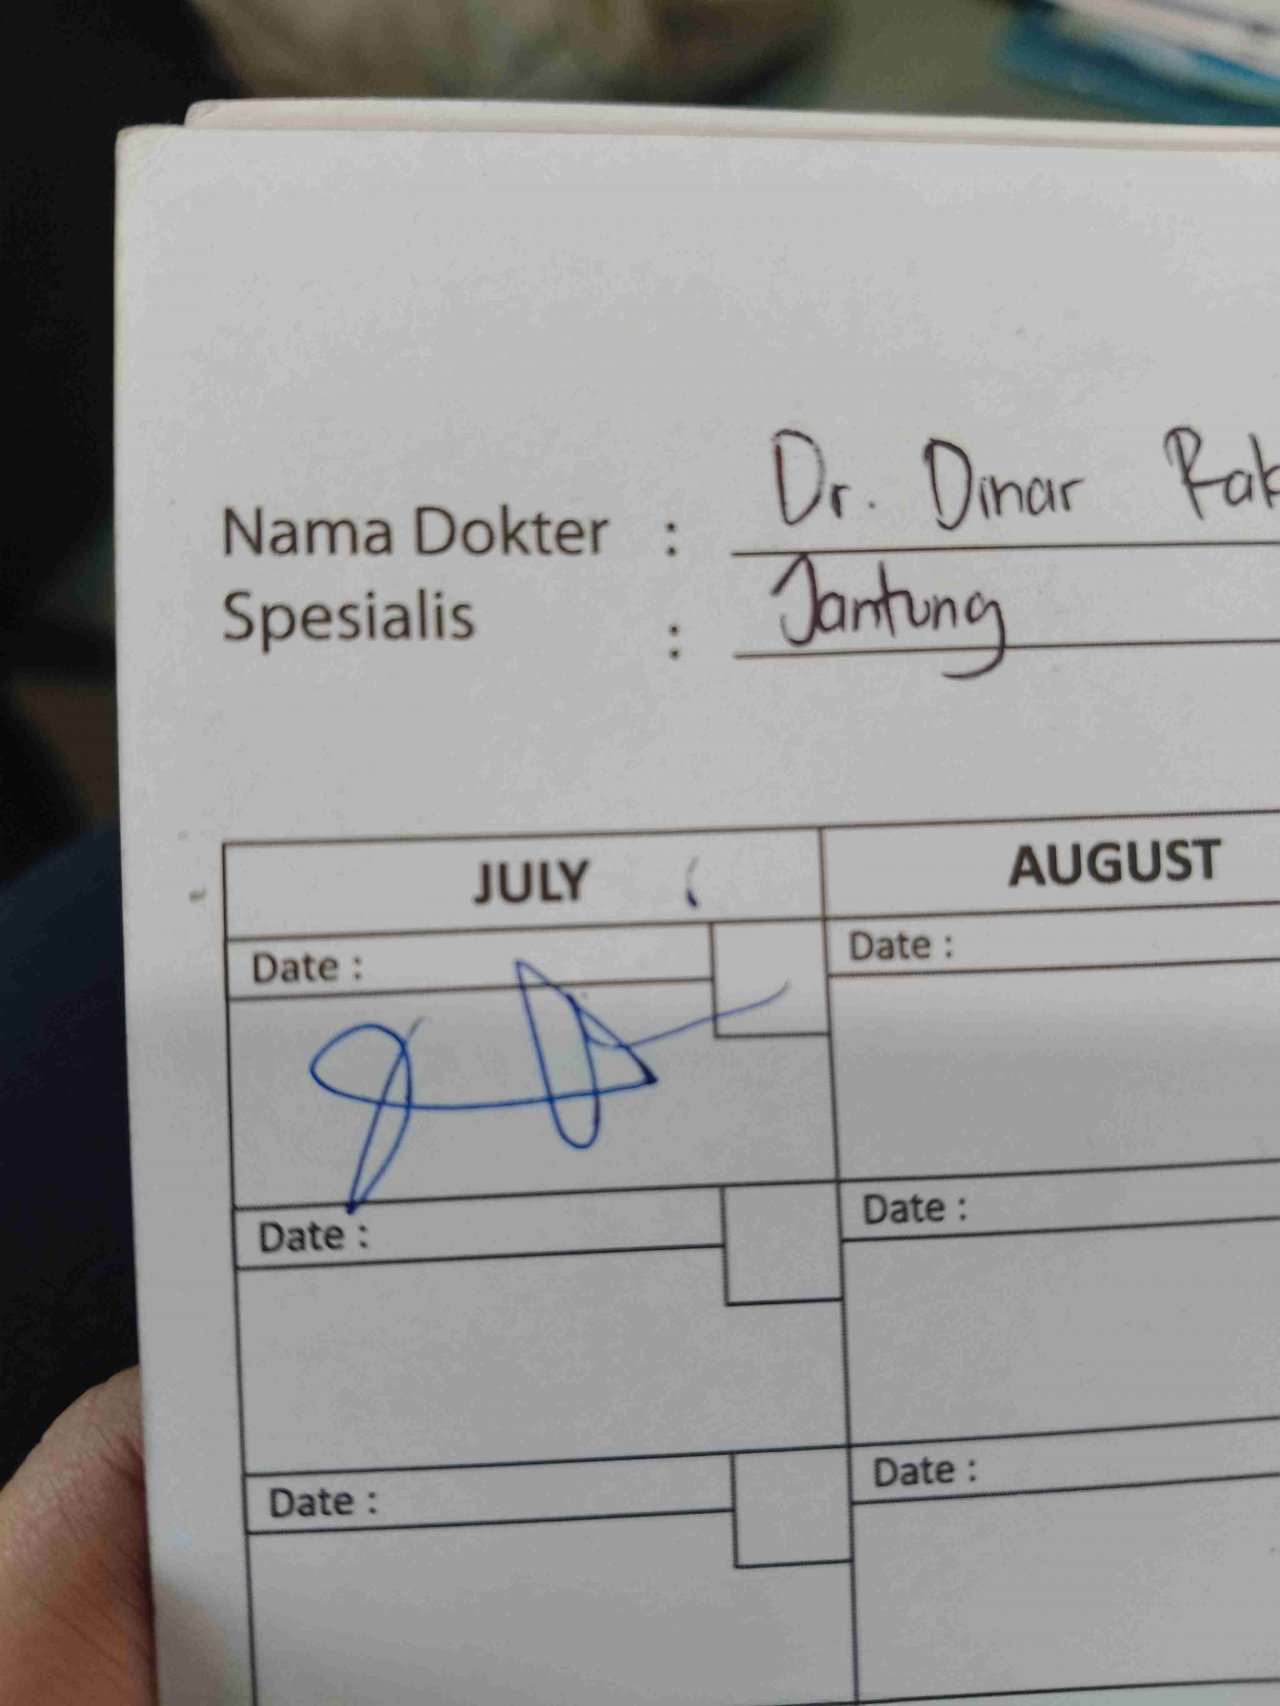 Nama Dokter : Dr. Dinar
Spesialis : Jantung
JULY AUGUST
Date : Date :
Date : Date :
Date : Date :